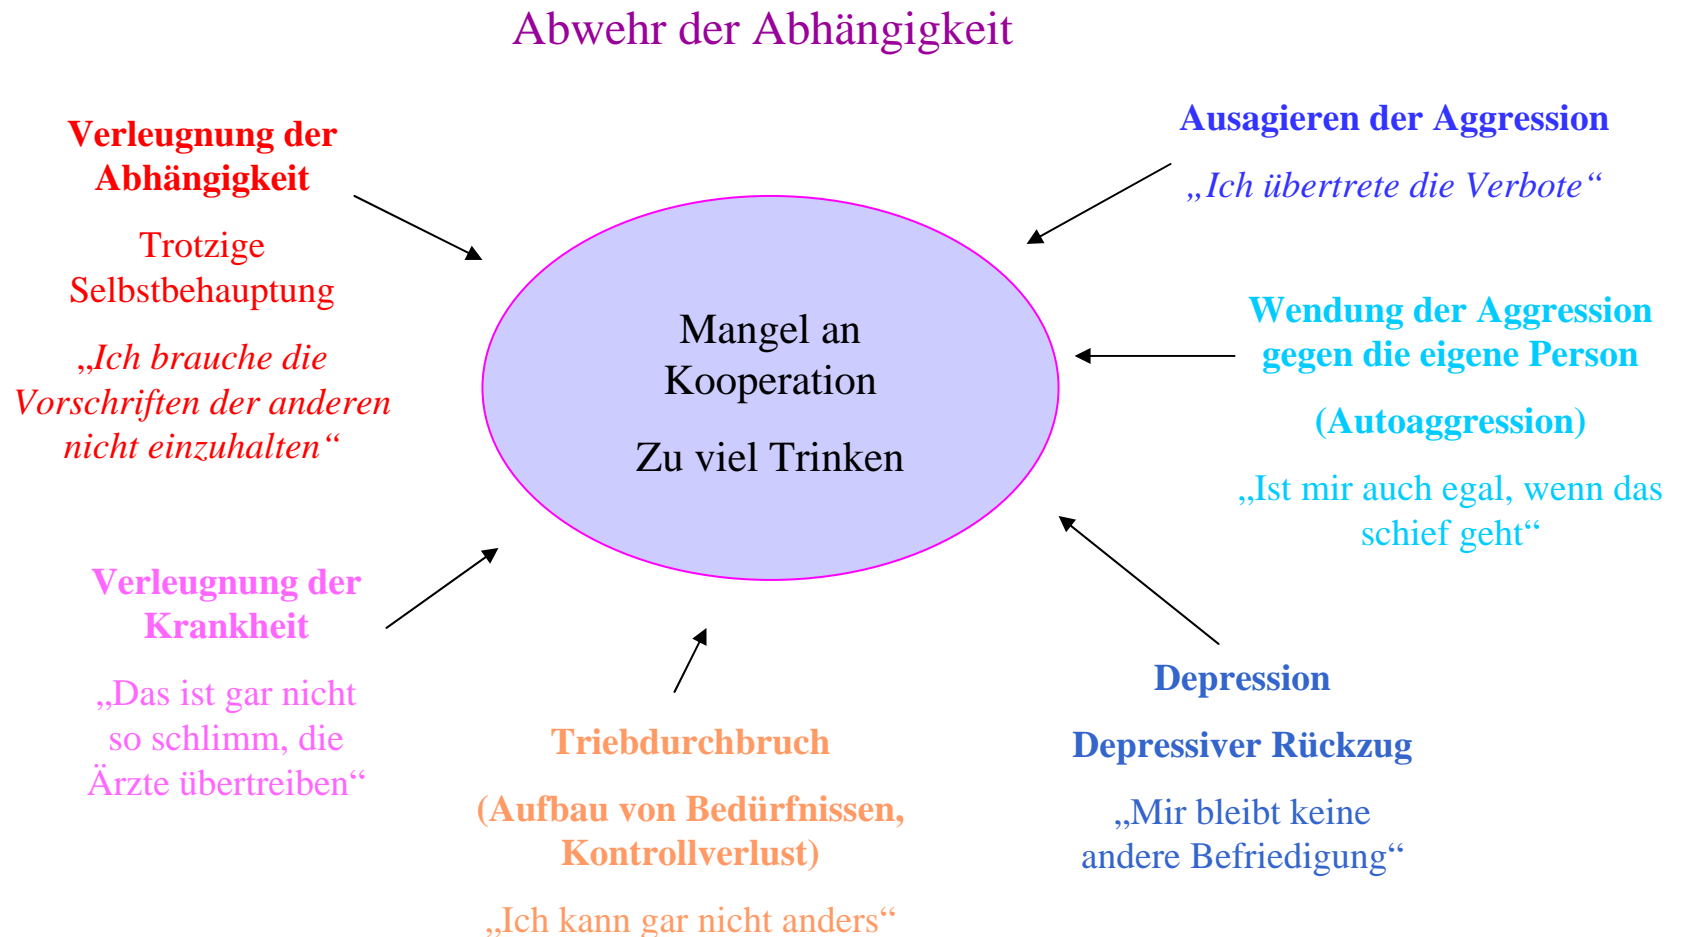 Abwehr der Abhängigkeit
Verleugnung der
Abhängigkeit
Trotzige
Selbstbehauptung
„Ich brauche die
Vorschriften der anderen
nicht einzuhalten“
Ausagieren der Aggression
„Ich übertrete die Verbote“
Mangel an
Kooperation
Zu viel Trinken
Wendung der Aggression
gegen die eigene Person
(Autoaggression)
„Ist mir auch egal, wenn das
schief geht“
Verleugnung der
Krankheit
„Das ist gar nicht
so schlimm, die
Ärzte übertreiben“
Triebdurchbruch
(Aufbau von Bedürfnissen,
Kontrollverlust)
„Ich kann gar nicht anders“
Depression
Depressiver Rückzug
„Mir bleibt keine
andere Befriedigung“